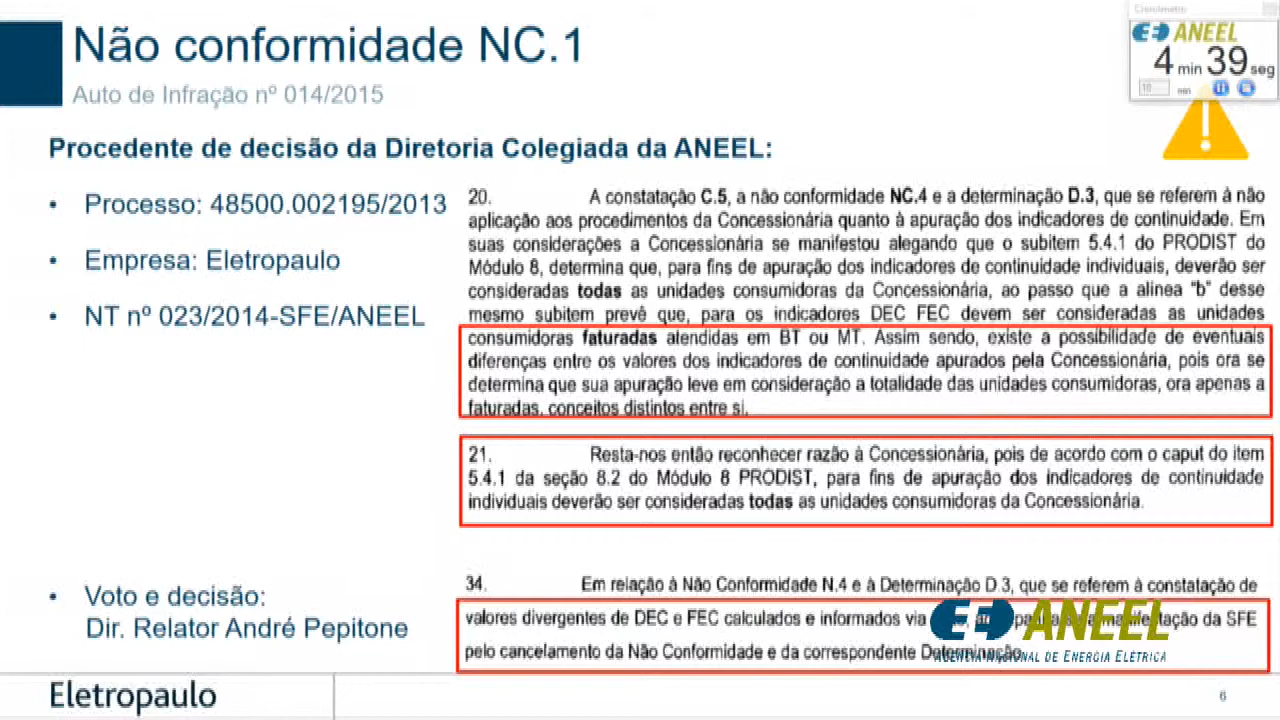 Não conformidade NC.1
Auto de Infração nº 014/2015
Cronômetro
ANEEL
4 min 39 seg
10 min
Procedente de decisão da Diretoria Colegiada da ANEEL:
• Processo: 48500.002195/2013
• Empresa: Eletropaulo
• NT nº 023/2014-SFE/ANEEL
20. A constatação C.5, a não conformidade NC.4 e a determinação D.3, que se referem à não
aplicação aos procedimentos da Concessionária quanto à apuração dos indicadores de continuidade. Em
suas considerações a Concessionária se manifestou alegando que o subitem 5.4.1 do PRODIST do
Módulo 8, determina que, para fins de apuração dos indicadores de continuidade individuais, deverão ser
consideradas todas as unidades consumidoras da Concessionária, ao passo que a alinea "b" desse
mesmo subitem prevê que, para os indicadores DEC FEC devem ser consideradas as unidades
consumidoras faturadas atendidas em BT ou MT. Assim sendo, existe a possibilidade de eventuais
diferenças entre os valores dos indicadores de continuidade apurados pela Concessionária, pois ora se
determina que sua apuração leve em consideração a totalidade das unidades consumidoras, ora apenas a
faturadas, conceitos distintos entre si.
21. Resta-nos então reconhecer razão à Concessionária, pois de acordo com o caput do item
5.4.1 da seção 8.2 do Módulo 8 PRODIST, para fins de apuração dos indicadores de continuidade
individuais deverão ser consideradas todas as unidades consumidoras da Concessionária.
• Voto e decisão:
Dir. Relator André Pepitone
34. Em relação à Não Conformidade N.4 e à Determinação D.3, que se referem à constatação de
valores divergentes de DEC e FEC calculados e informados via da SFE
pelo cancelamento da Não Conformidade e da correspondente
ANEEL
AGÊNCIA NACIONAL DE ENERGIA ELÉTRICA
Eletropaulo
6